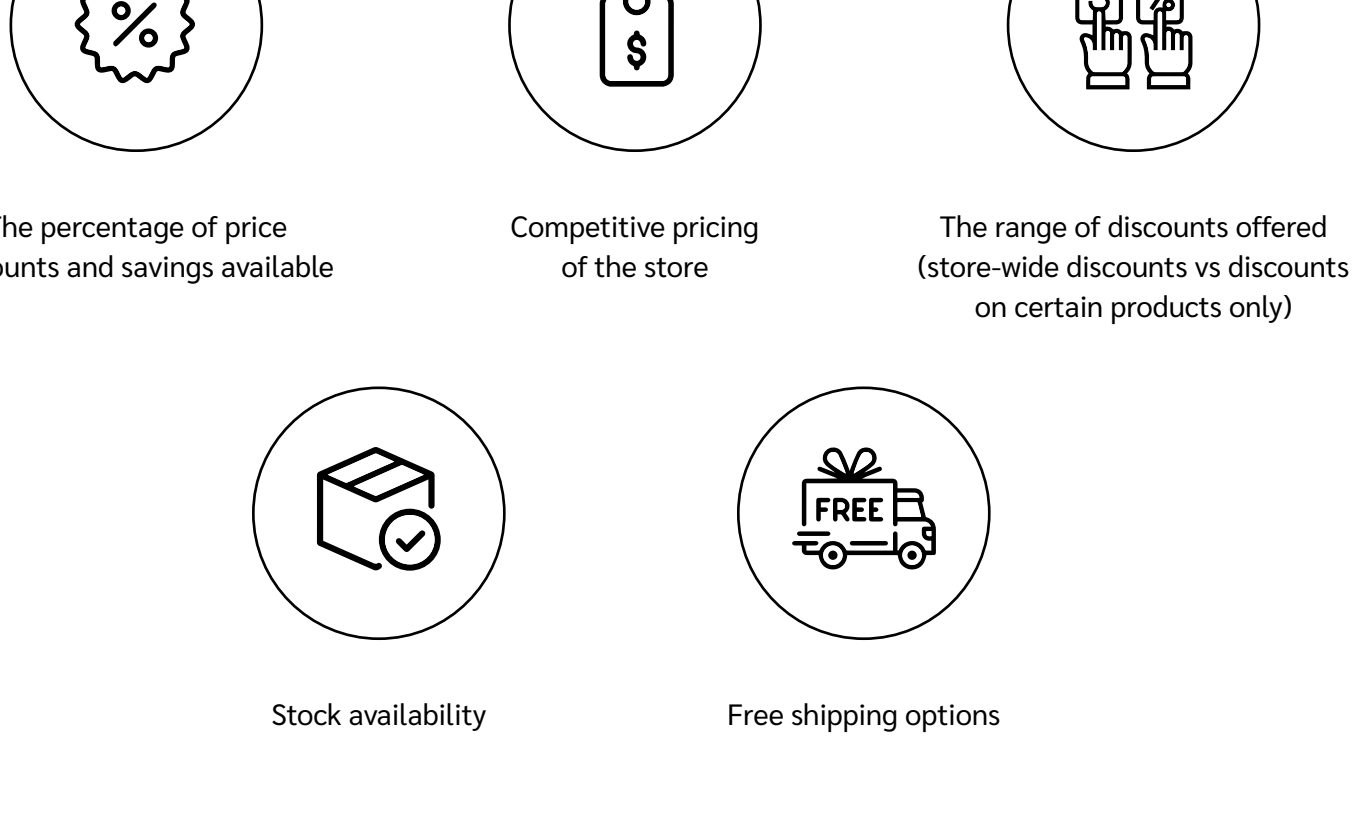 %
$
%
he percentage of price
Competitive pricing
The range of discounts offered
ounts and savings available
of the store
(store-wide discounts vs discounts
on certain products only)
FREE
Stock availability
Free shipping options